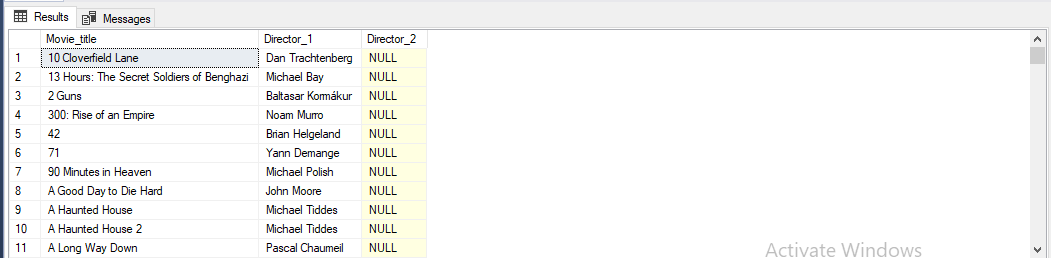 Results Messages
Movie_title Director_1 Director_2
1 10 Cloverfield Lane Dan Trachtenberg NULL
2 13 Hours: The Secret Soldiers of Benghazi Michael Bay NULL
3 2 Guns Baltasar Kormákur NULL
4 300: Rise of an Empire Noam Murro NULL
5 42 Brian Helgeland NULL
6 71 Yann Demange NULL
7 90 Minutes in Heaven Michael Polish NULL
8 A Good Day to Die Hard John Moore NULL
9 A Haunted House Michael Tiddes NULL
10 A Haunted House 2 Michael Tiddes NULL
11 A Long Way Down Pascal Chaumeil NULL
Activate Windows